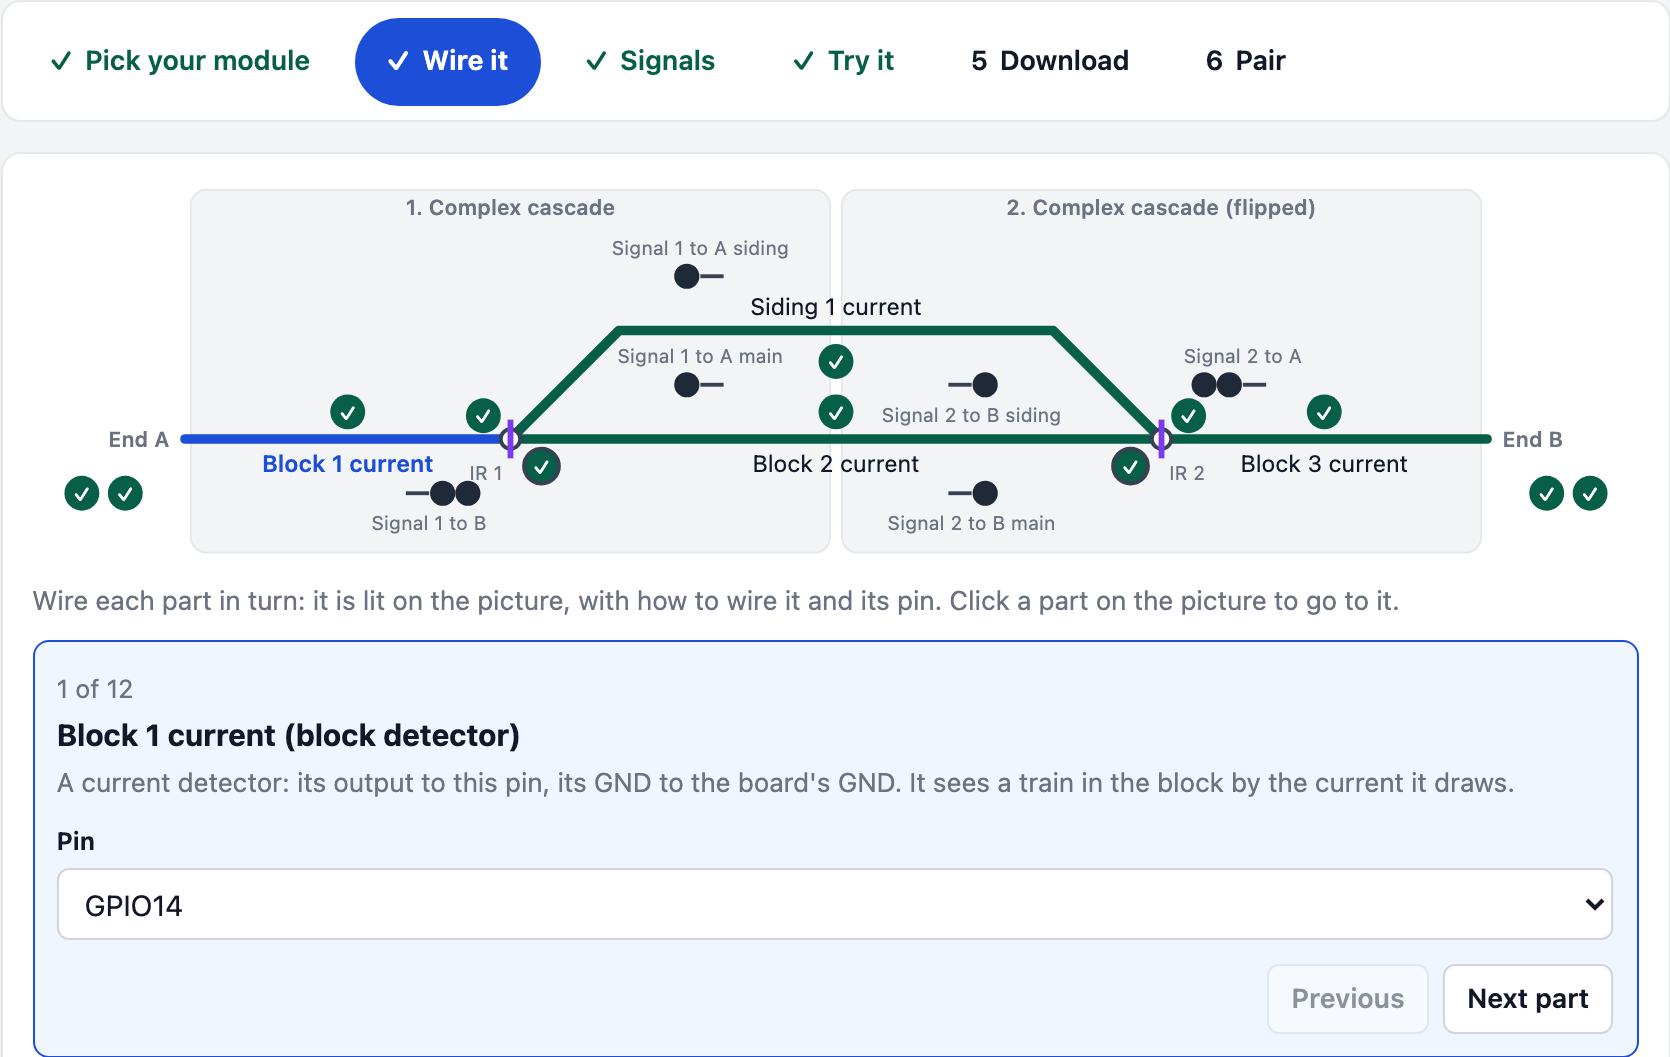 Pick your module
Wire it
Signals
Try it
5 Download
6 Pair
1. Complex cascade
2. Complex cascade (flipped)
Signal 1 to A siding
Siding 1 current
Signal 1 to A main
Signal 2 to A
Signal 2 to B siding
End A
End B
Block 1 current
IR 1
Block 2 current
IR 2
Block 3 current
Signal 1 to B
Signal 2 to B main
Wire each part in turn: it is lit on the picture, with how to wire it and its pin. Click a part on the picture to go to it.
1 of 12
Block 1 current (block detector)
A current detector: its output to this pin, its GND to the board's GND. It sees a train in the block by the current it draws.
Pin
GPIO14
Previous
Next part